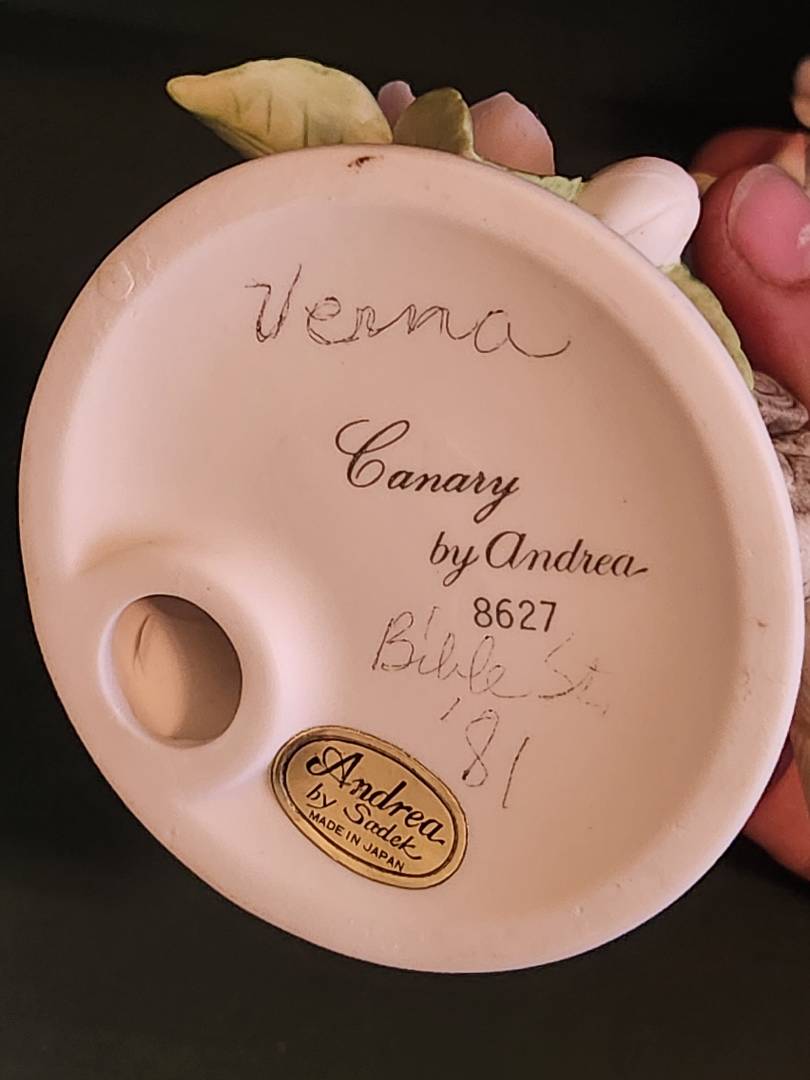 Verna
Canary
by Andrea
8627
Bible St.
'81
Andrea
by Sadek
MADE IN JAPAN